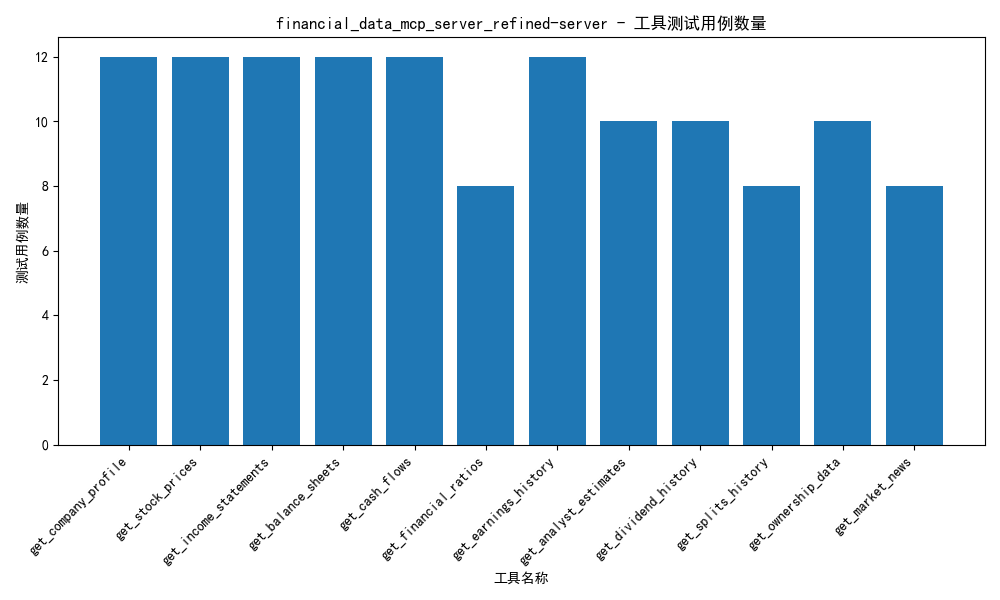 financial_data_mcp_server_refined-server - 工具测试用例数量
测试用例数量
12
10
8
6
4
2
0
get_company_profile
get_stock_prices
get_income_statements
get_balance_sheets
get_cash_flows
get_financial_ratios
get_earnings_history
get_analyst_estimates
get_dividend_history
get_splits_history
get_ownership_data
get_market_news
工具名称